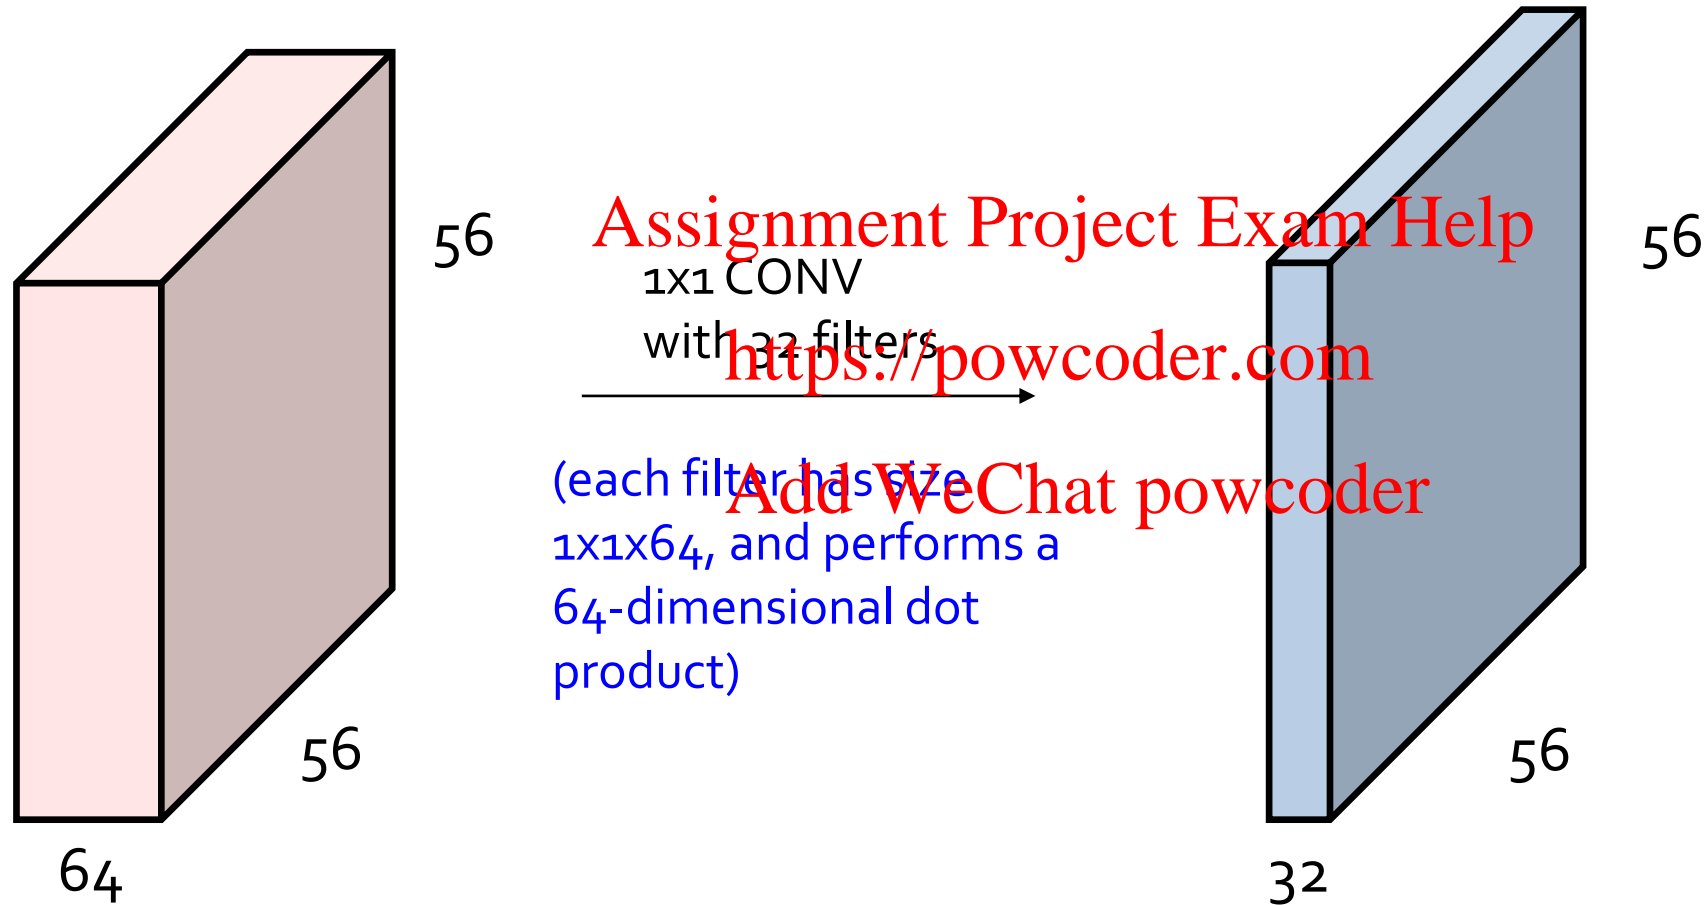 56
Assignment Project Exam Help
56
1x1 CONV
with 32 filters
https://powcoder.com
(each filter has size
Add WeChat powcoder
1x1x64, and performs a
64-dimensional dot
product)
56
56
64
32